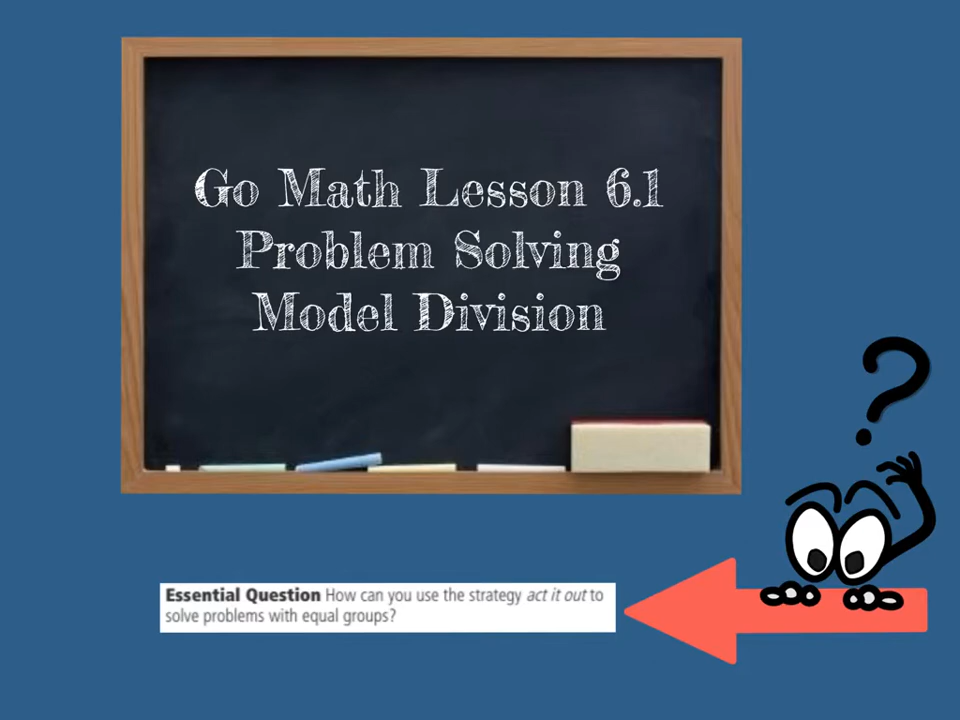 Go Math Lesson 6.1
Problem Solving
Model Division
?
Essential Question How can you use the strategy act it out to
solve problems with equal groups?